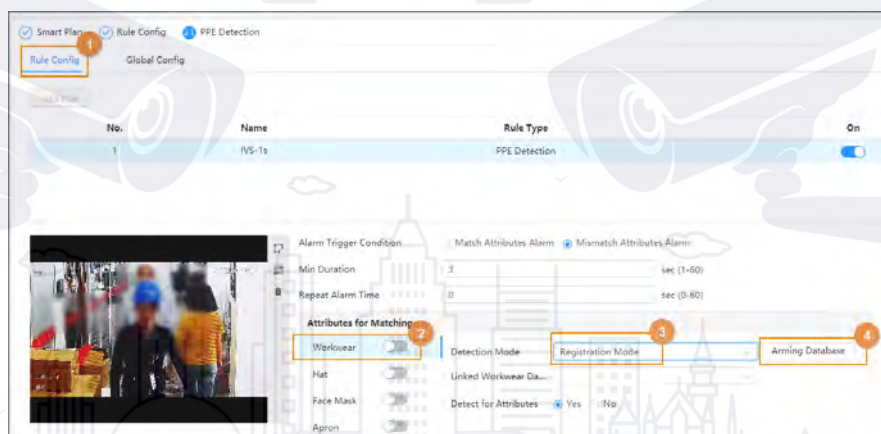 Smart Plan Rule Config PPE Detection
1
Rule Config Global Config
No. Name Rule Type On
1 IVS-1s PPE Detection
Alarm Trigger Condition Match Attributes Alarm Mismatch Attributes Alarm
Min Duration 3 sec (1-60)
Repeat Alarm Time 0 sec (0-60)
Attributes for Matching
2 3 4
Workwear Detection Mode Registration Mode Arming Database
Hat Linked Workwear Da...
Face Mask Detect for Attributes Yes No
Apron